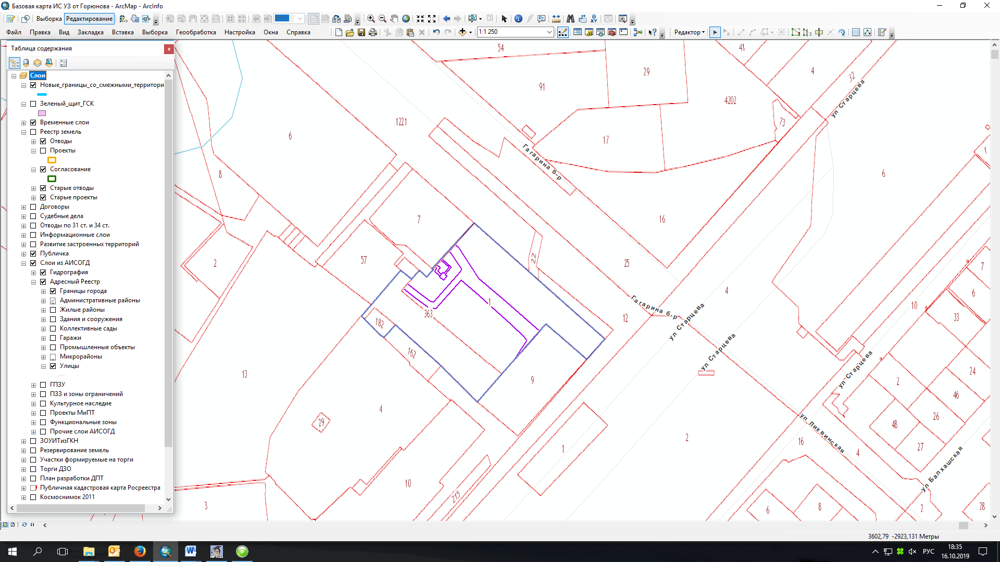 Базовая карта ИС УЗ от Горюнова - ArcMap - ArcInfo
Выборка Редактирование 100%
Файл Правка Вид Закладка Вставка Выборка Геообработка Настройка Окна Справка 1:1 250 Редактор
Таблица содержания
Слои
Новые_границы_со_смежными_территори
Зеленый_щит_ГСК
Временные слои
Реестр земель
Отводы
Проекты
Согласование
Старые отводы
Старые проекты
Договоры
Судебные дела
Отводы по 31 ст. и 34 ст.
Информационные слои
Развитие застроенных территорий
Публичка
Слои из АИСОГД
Гидрография
Адресный Реестр
Границы города
Административные районы
Жилые районы
Здания и сооружения
Коллективные сады
Гаражи
Промышленные объекты
Микрорайоны
Улицы
ГПЗУ
ПЗЗ и зоны ограничений
Культурное наследие
Проекты МиПТ
Функциональные зоны
Прочие слои АИСОГД
ЗОУИТизГКН
Резервирование земель
Участки формируемые на торги
Торги ДЗО
План разработки ДПТ
Публичная кадастровая карта Росреестра
Космоснимок 2011
54
41
29
4
32
91
ул Старцева
4202
1221
73
6
17
1
Гагарина б-р
8
6
7
16
57
22
25
2
7
4
6
1
10
Гагарина б-р
363
12
33
182
ул Старцева
ул Старцева
162
13
9
ул Старцева
24
2
46
4
29
26
48
ул Лихвинская
2
16
27
1
4
ул Балхашская
10
215
3
6
8
2
28
3602,79 -2923,131 Метры
РУС
18:35
16.10.2019